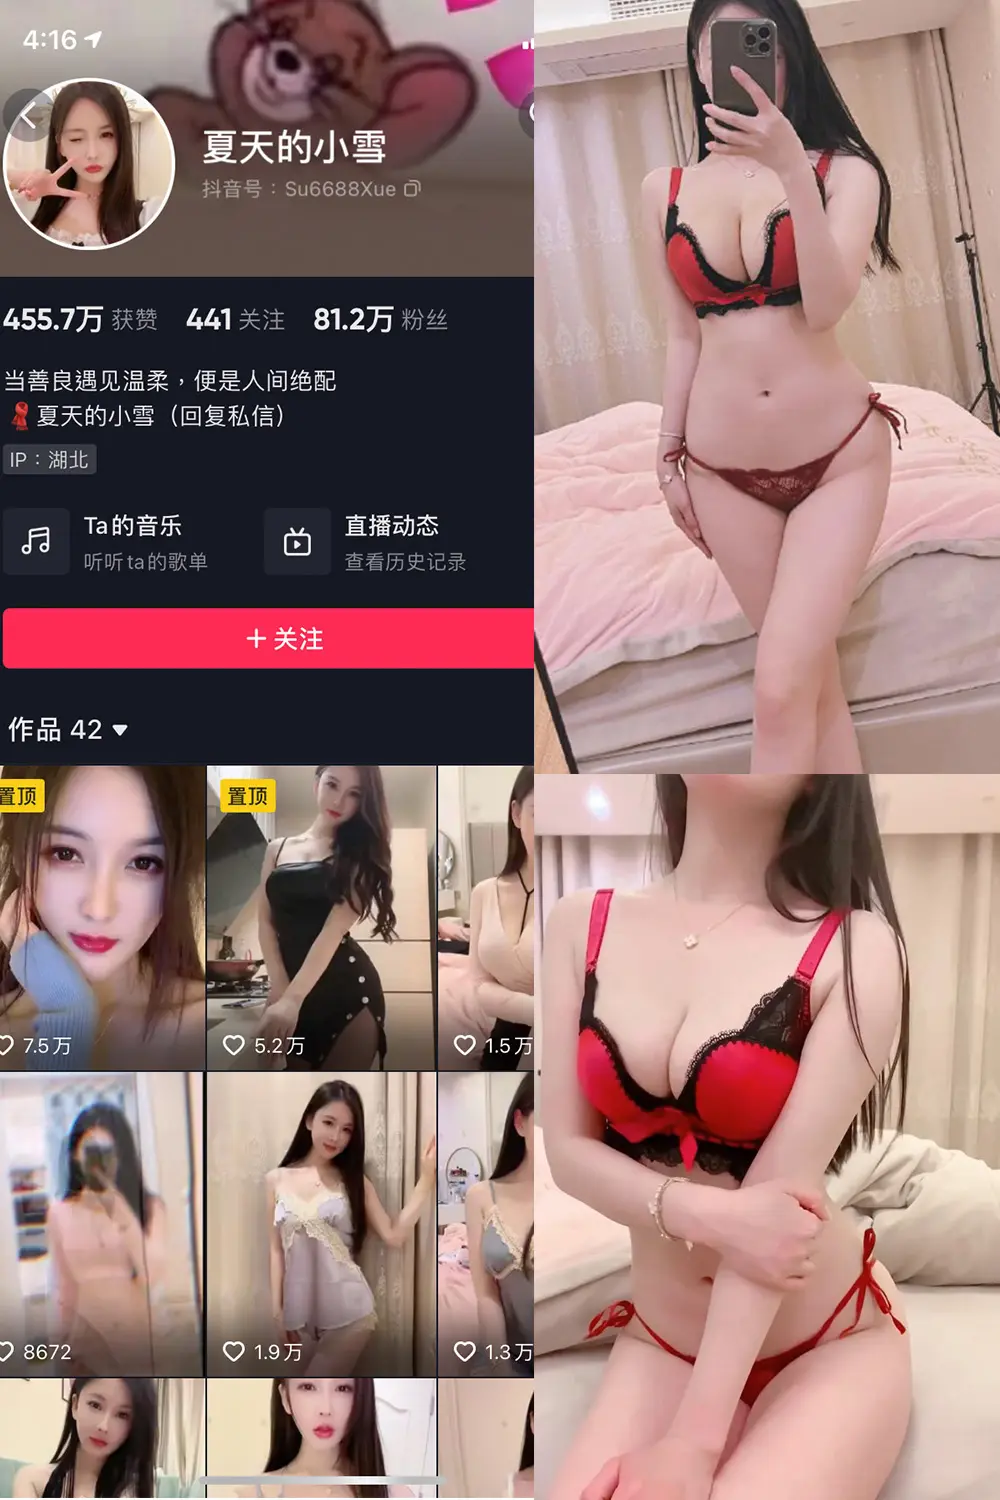 4:16
夏天的小雪
抖音号：Su6688Xue
455.7万 获赞 441 关注 81.2万 粉丝
当善良遇见温柔，便是人间绝配
夏天的小雪（回复私信）
IP：湖北
Ta的音乐
听听ta的歌单
直播动态
查看历史记录
+ 关注
作品 42
置顶
置顶
7.5万
5.2万
1.5万
8672
1.9万
1.3万